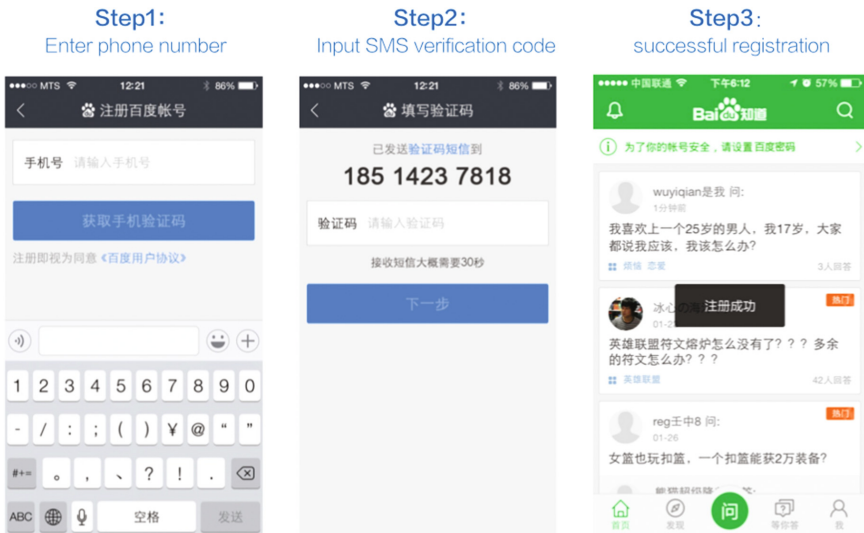 Step1:
Enter phone number
MTS 12:21 86%
注册百度帐号
手机号 请输入手机号
获取手机验证码
注册即视为同意《百度用户协议》
1 2 3 4 5 6 7 8 9 0
- / : ; ( ) ¥ @ “ ”
#+= 。 , 、 ? ! .
ABC 空格 发送
Step2:
Input SMS verification code
MTS 12:21 86%
填写验证码
已发送验证码短信到
185 1423 7818
验证码 请输入验证码
接收短信大概需要30秒
下一步
Step3:
successful registration
中国联通 下午6:12 57%
Bai知道
为了你的帐号安全，请设置百度密码
wuyiqian是我 问:
1分钟前
我喜欢上一个25岁的男人，我17岁，大家
都说我应该，我该怎么办?
烦恼 恋爱
3人回答
热门
冰心の海
注册成功
英雄联盟符文熔炉怎么没有了? ? ? 多余
的符文怎么办? ? ?
英雄联盟
42人回答
热门
reg壬中8 问:
01-26
女篮也玩扣篮，一个扣篮能获2万装备?
首页 发现 问 等你答 我